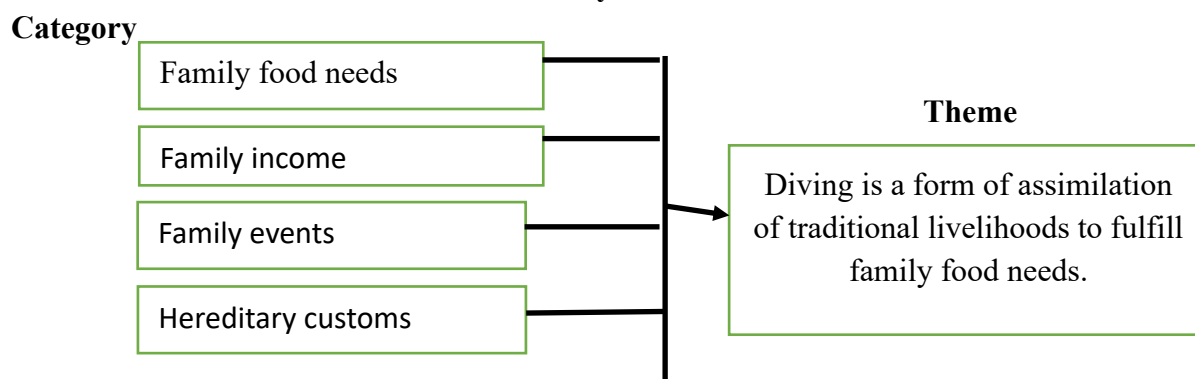 Category
Family food needs
Family income
Family events
Hereditary customs
Theme
Diving is a form of assimilation
of traditional livelihoods to fulfill
family food needs.